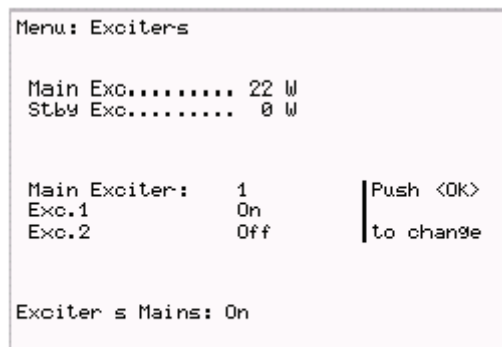 Menu: Exciters
Main Exc......... 22 W
Stby Exc......... 0 W
Main Exciter: 1 Push <OK>
Exc.1 On
Exc.2 Off to change
Exciter s Mains: On